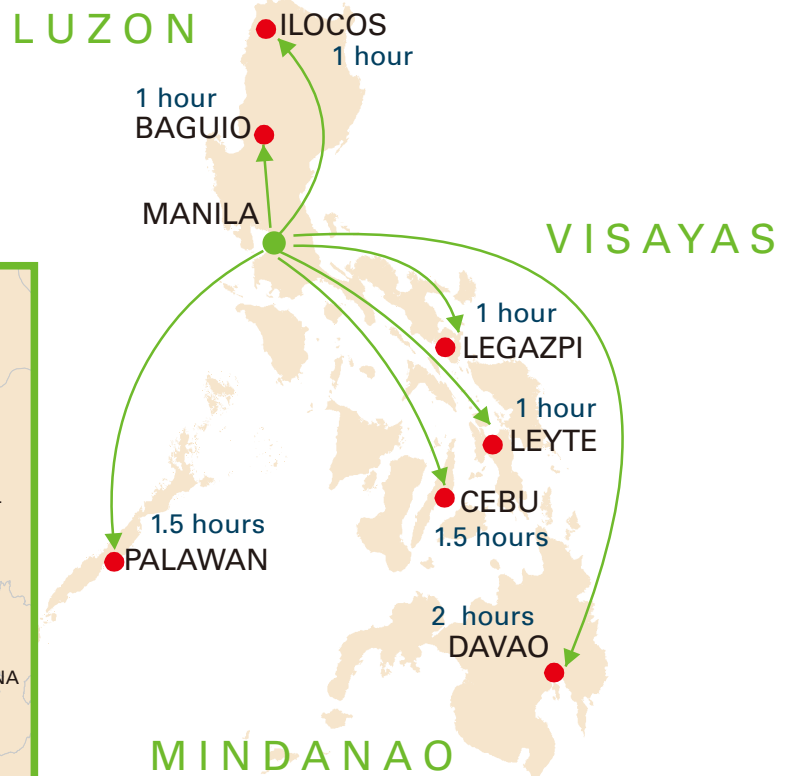 LUZON
ILOCOS
1 hour
1 hour
BAGUIO
MANILA
VISAYAS
1 hour
LEGAZPI
1 hour
LEYTE
CEBU
1.5 hours
1.5 hours
PALAWAN
2 hours
DAVAO
MINDANAO